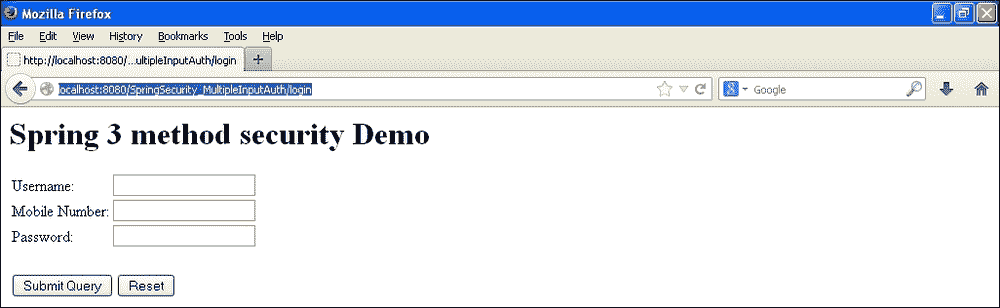 Mozilla Firefox
File Edit View History Bookmarks Tools Help
http://localhost:8080/...ultipleInputAuth/login
localhost:8080/SpringSecurity_MultipleInputAuth/login
Google
Spring 3 method security Demo
Username:
Mobile Number:
Password:
Submit Query Reset